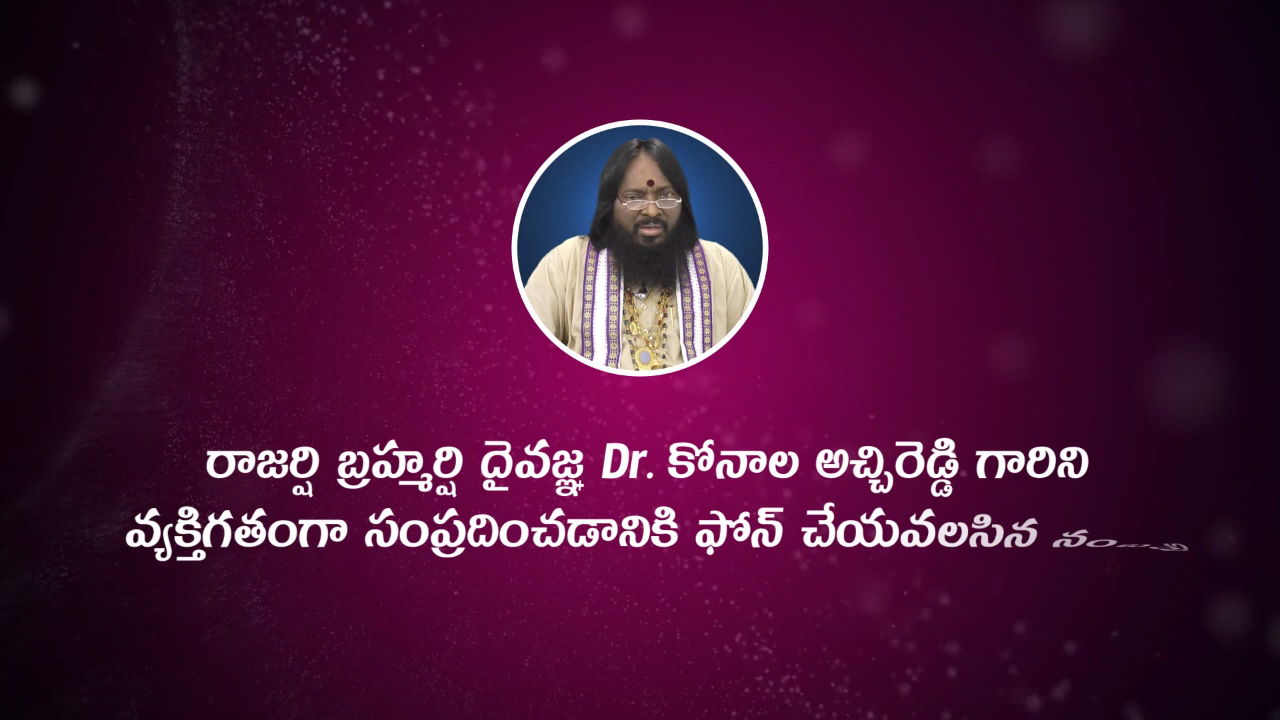 రాజర్షి బ్రహ్మర్షి దైవజ్ఞ Dr. కోనాల అచ్చిరెడ్డి గారిని
వ్యక్తిగతంగా సంప్రదించడానికి ఫోన్ చేయవలసిన